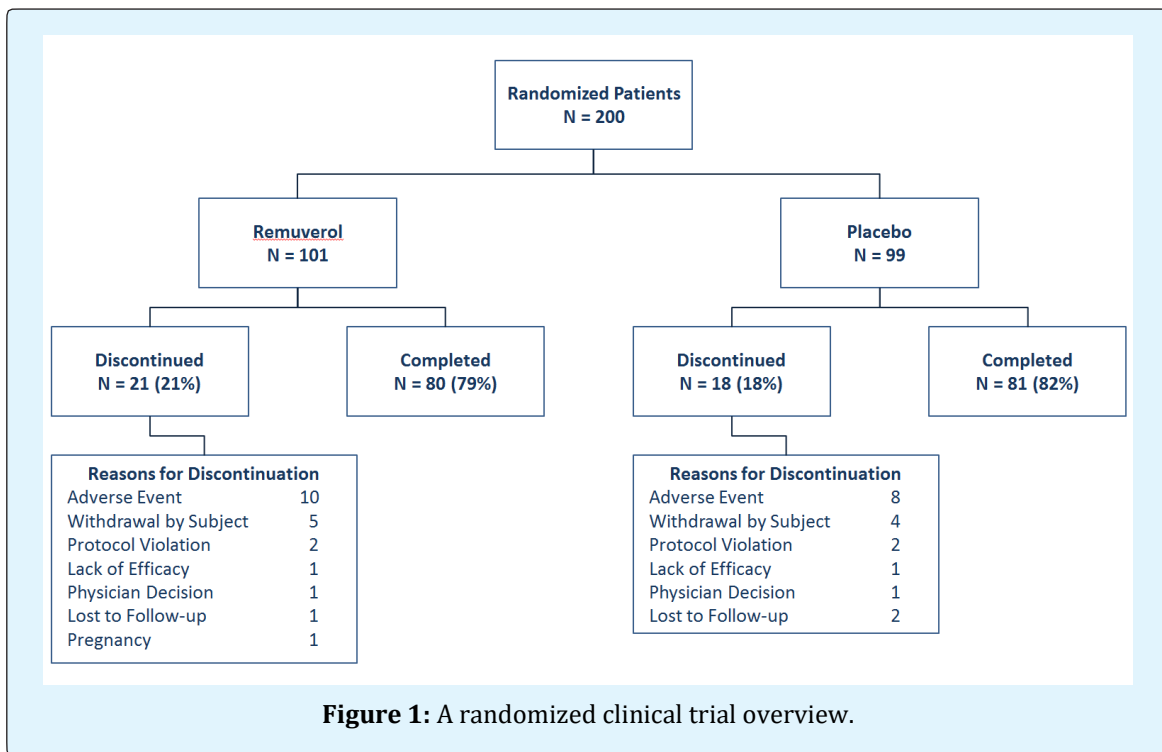 Randomized Patients
N = 200
Remuverol
N = 101
Placebo
N = 99
Discontinued
N = 21 (21%)
Completed
N = 80 (79%)
Discontinued
N = 18 (18%)
Completed
N = 81 (82%)
Reasons for Discontinuation
Adverse Event 10
Withdrawal by Subject 5
Protocol Violation 2
Lack of Efficacy 1
Physician Decision 1
Lost to Follow-up 1
Pregnancy 1
Reasons for Discontinuation
Adverse Event 8
Withdrawal by Subject 4
Protocol Violation 2
Lack of Efficacy 1
Physician Decision 1
Lost to Follow-up 2
Figure 1: A randomized clinical trial overview.